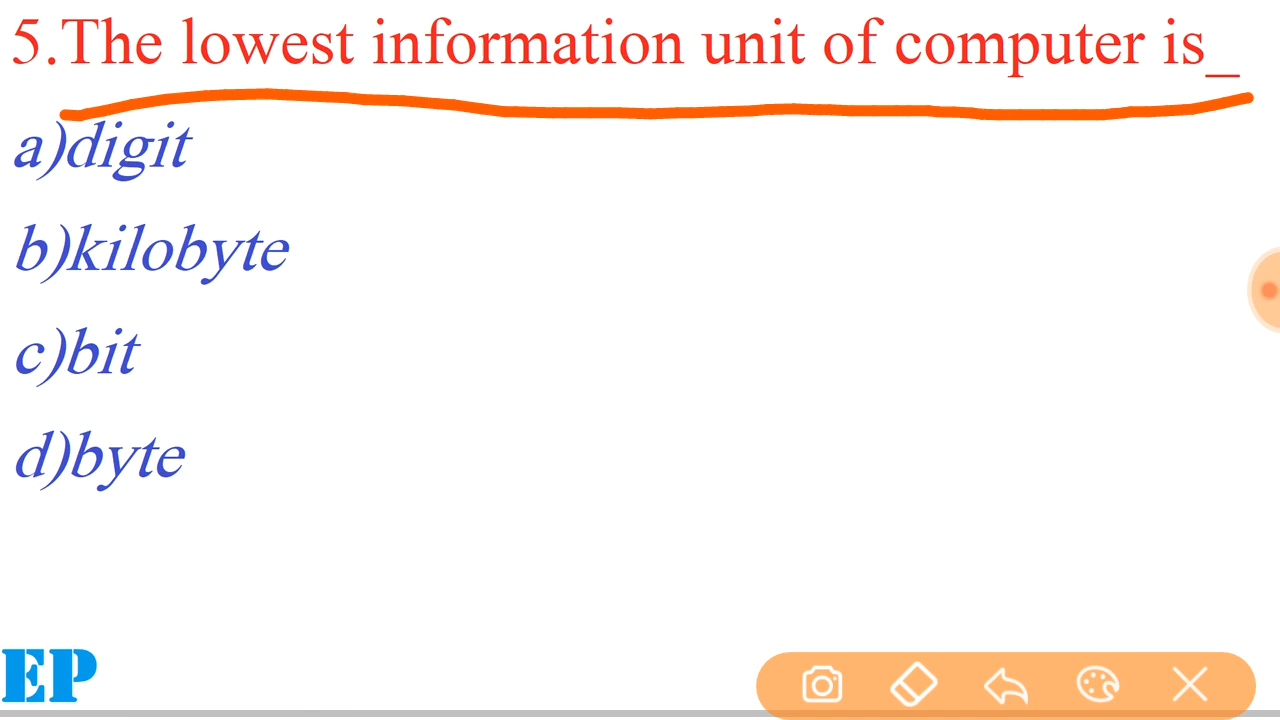 5.The lowest information unit of computer is_
a)digit
b)kilobyte
c)bit
d)byte
EP